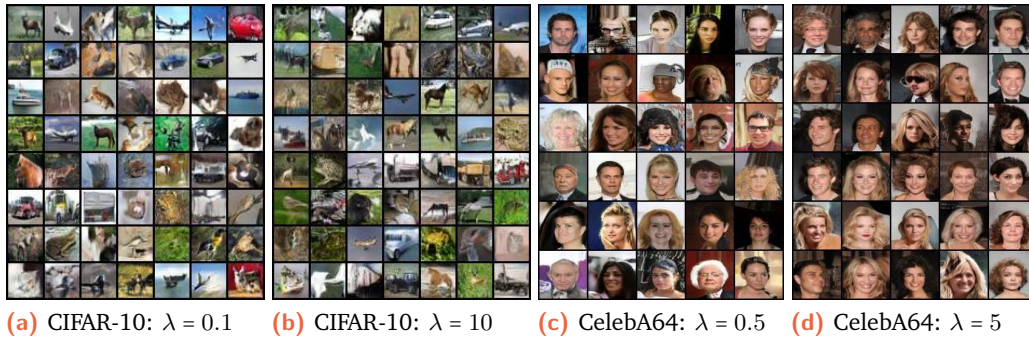 (a) CIFAR-10: λ = 0.1
(b) CIFAR-10: λ = 10
(c) CelebA64: λ = 0.5
(d) CelebA64: λ = 5